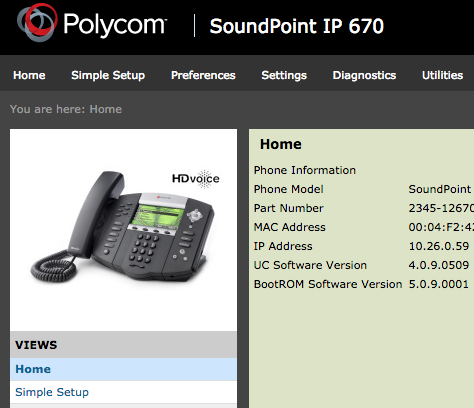 Polycom | SoundPoint IP 670
Home Simple Setup Preferences Settings Diagnostics Utilities
You are here: Home
HDvoice
Home
Phone Information
Phone Model SoundPoint
Part Number 2345-12670
MAC Address 00:04:F2:42
IP Address 10.26.0.59
UC Software Version 4.0.9.0509
BootROM Software Version 5.0.9.0001
VIEWS
Home
Simple Setup